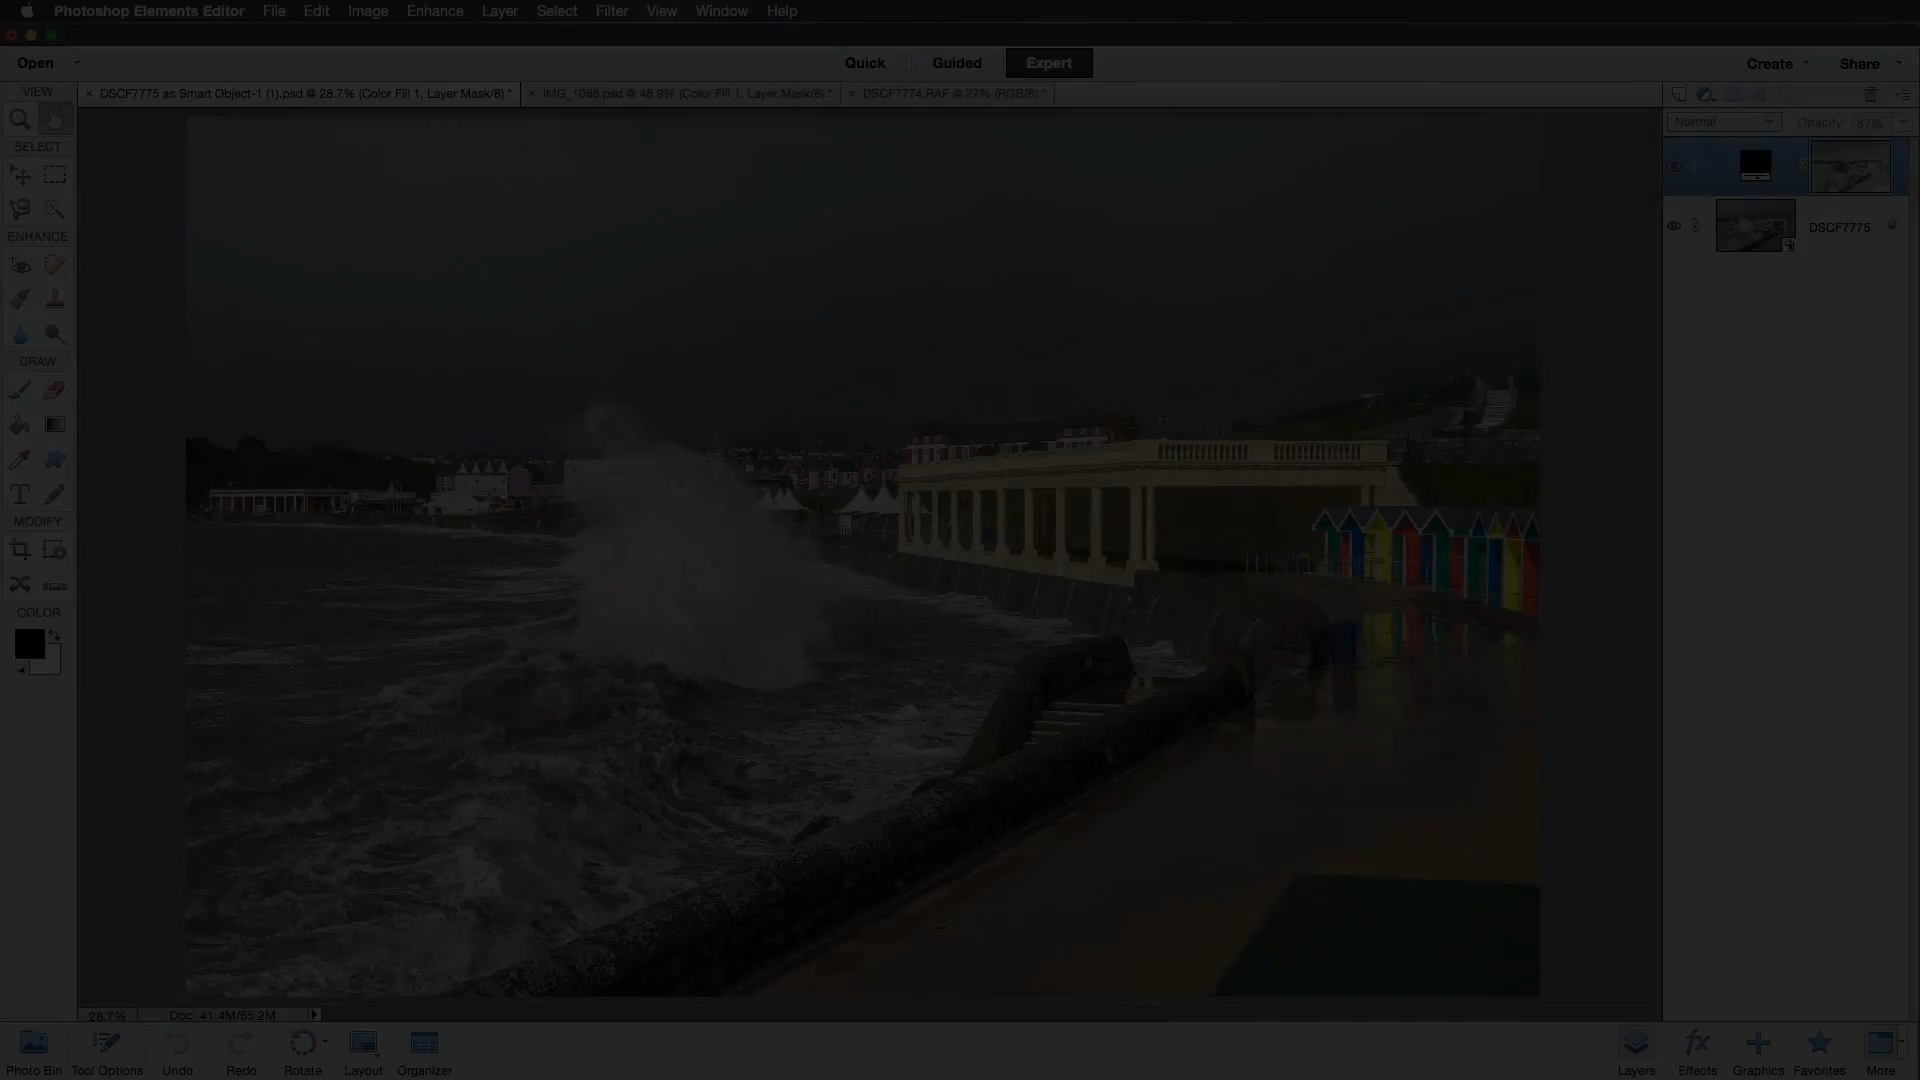 Photoshop Elements Editor File Edit Image Enhance Layer Select Filter View Window Help
Open Quick Guided Expert Create Share
VIEW
DSCF7775 as Smart Object-1 (1).psd @ 28.7% (Color Fill 1, Layer Mask/8) * IMG_1088.psd @ 48.9% (Color Fill 1, Layer Mask/8) * DSCF7774.RAF @ 27% (RGB/8) *
Normal Opacity: 87%
SELECT
DSCF7775
ENHANCE
DRAW
MODIFY
COLOR
28.7% Doc: 41.4M/55.2M
Photo Bin Tool Options Undo Redo Rotate Layout Organizer Layers Effects Graphics Favorites More